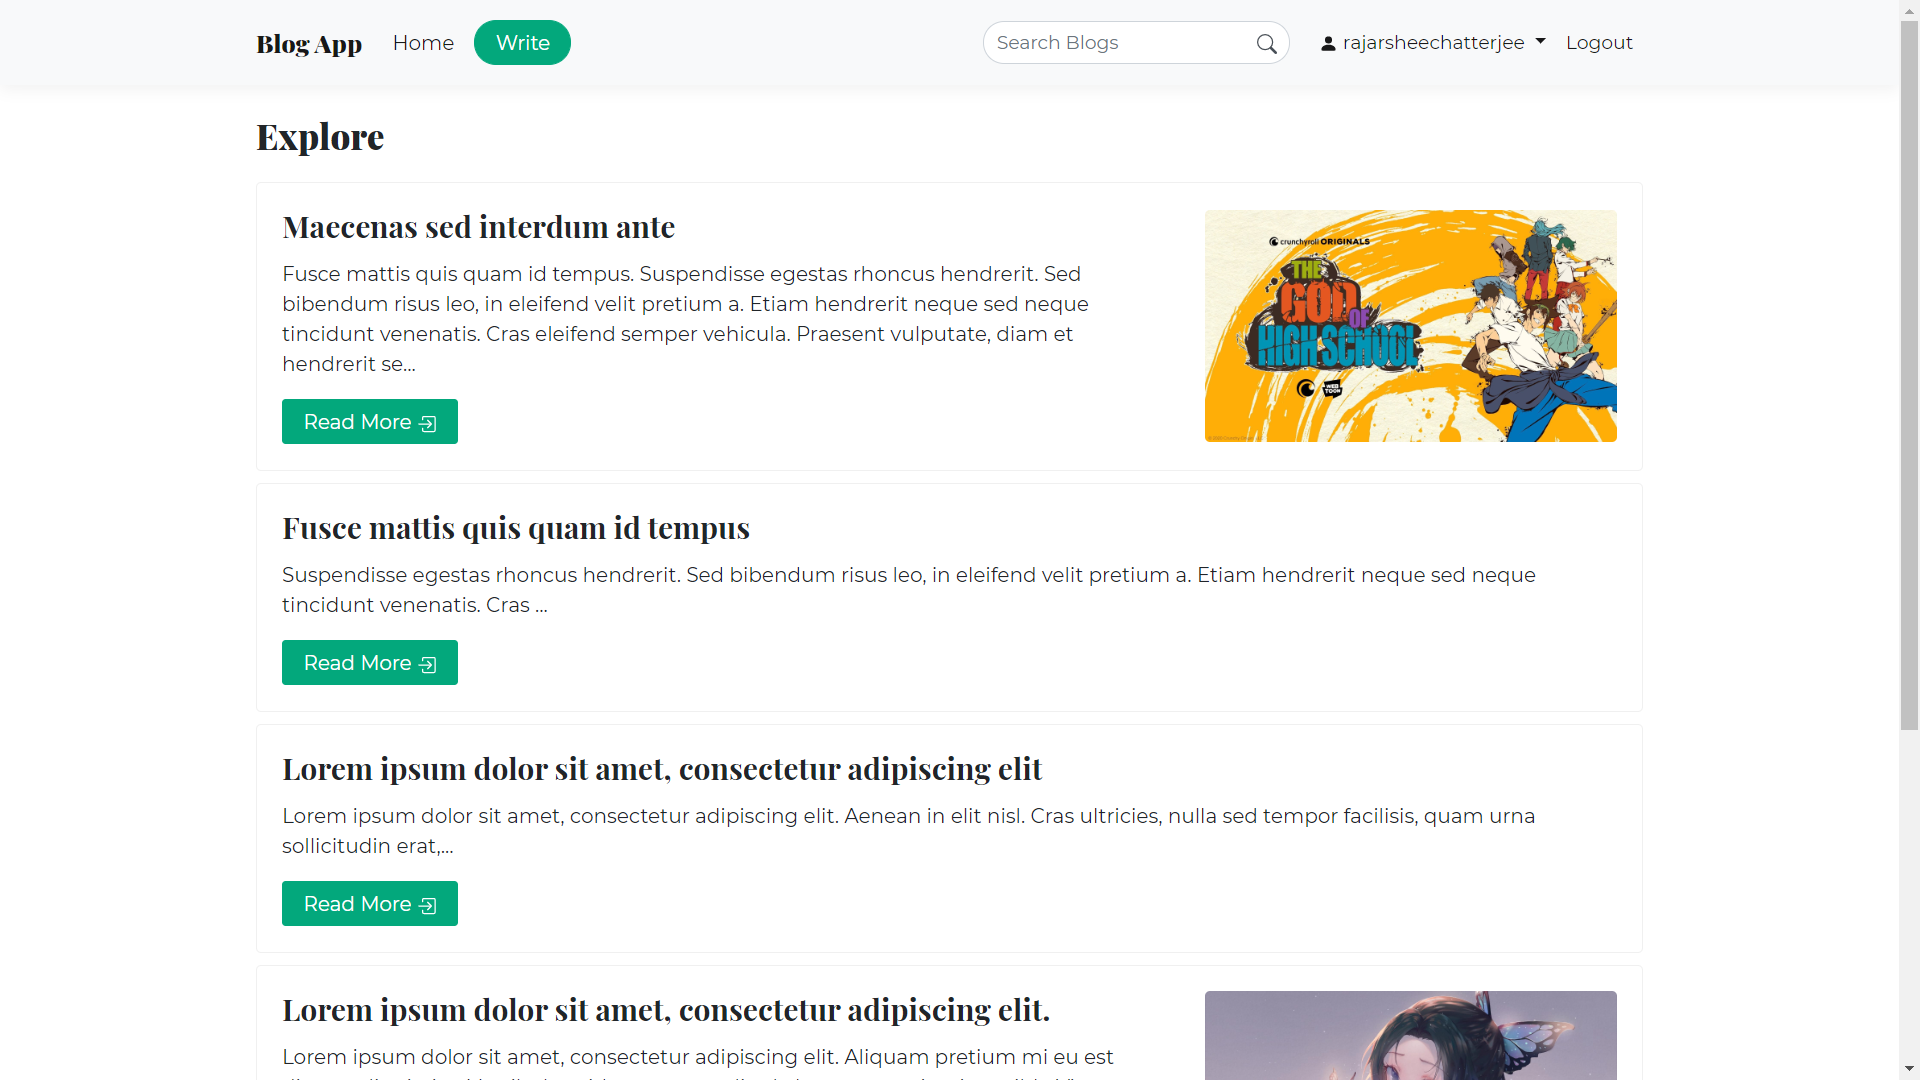 Blog App
Home
Write
Search Blogs
rajarsheechatterjee
Logout
Explore
Maecenas sed interdum ante
Fusce mattis quis quam id tempus. Suspendisse egestas rhoncus hendrerit. Sed
bibendum risus leo, in eleifend velit pretium a. Etiam hendrerit neque sed neque
tincidunt venenatis. Cras eleifend semper vehicula. Praesent vulputate, diam et
hendrerit se...
Read More
crunchyroll ORIGINALS
THE
GOD
OF
HIGH SCHOOL
WEB
TOON
Fusce mattis quis quam id tempus
Suspendisse egestas rhoncus hendrerit. Sed bibendum risus leo, in eleifend velit pretium a. Etiam hendrerit neque sed neque
tincidunt venenatis. Cras ...
Read More
Lorem ipsum dolor sit amet, consectetur adipiscing elit
Lorem ipsum dolor sit amet, consectetur adipiscing elit. Aenean in elit nisl. Cras ultricies, nulla sed tempor facilisis, quam urna
sollicitudin erat,...
Read More
Lorem ipsum dolor sit amet, consectetur adipiscing elit.
Lorem ipsum dolor sit amet, consectetur adipiscing elit. Aliquam pretium mi eu est